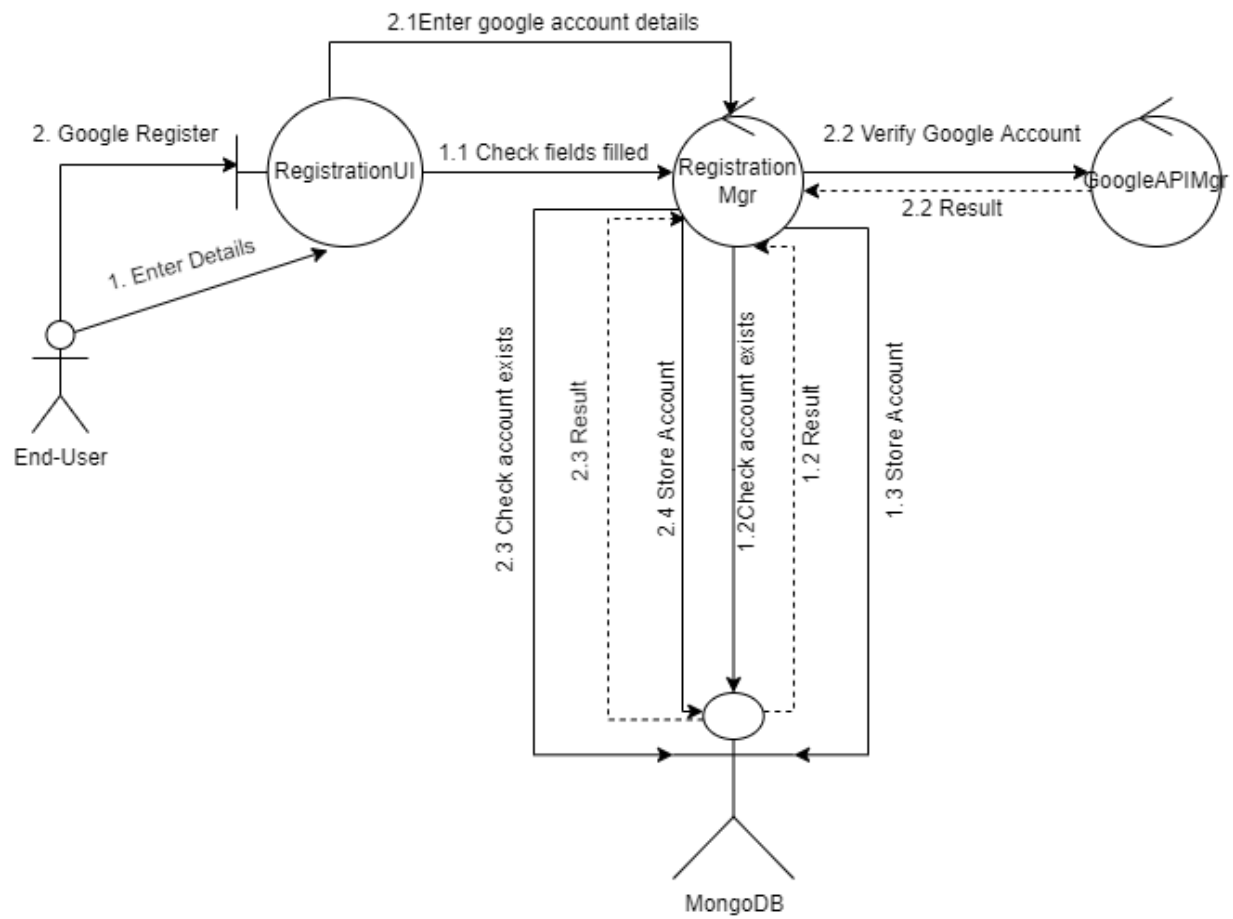 2.1Enter google account details
2. Google Register
RegistrationUI
1.1 Check fields filled
Registration
Mgr
2.2 Verify Google Account
GoogleAPIMgr
2.2 Result
1. Enter Details
End-User
2.3 Check account exists
2.3 Result
2.4 Store Account
1.2Check account exists
1.2 Result
1.3 Store Account
MongoDB